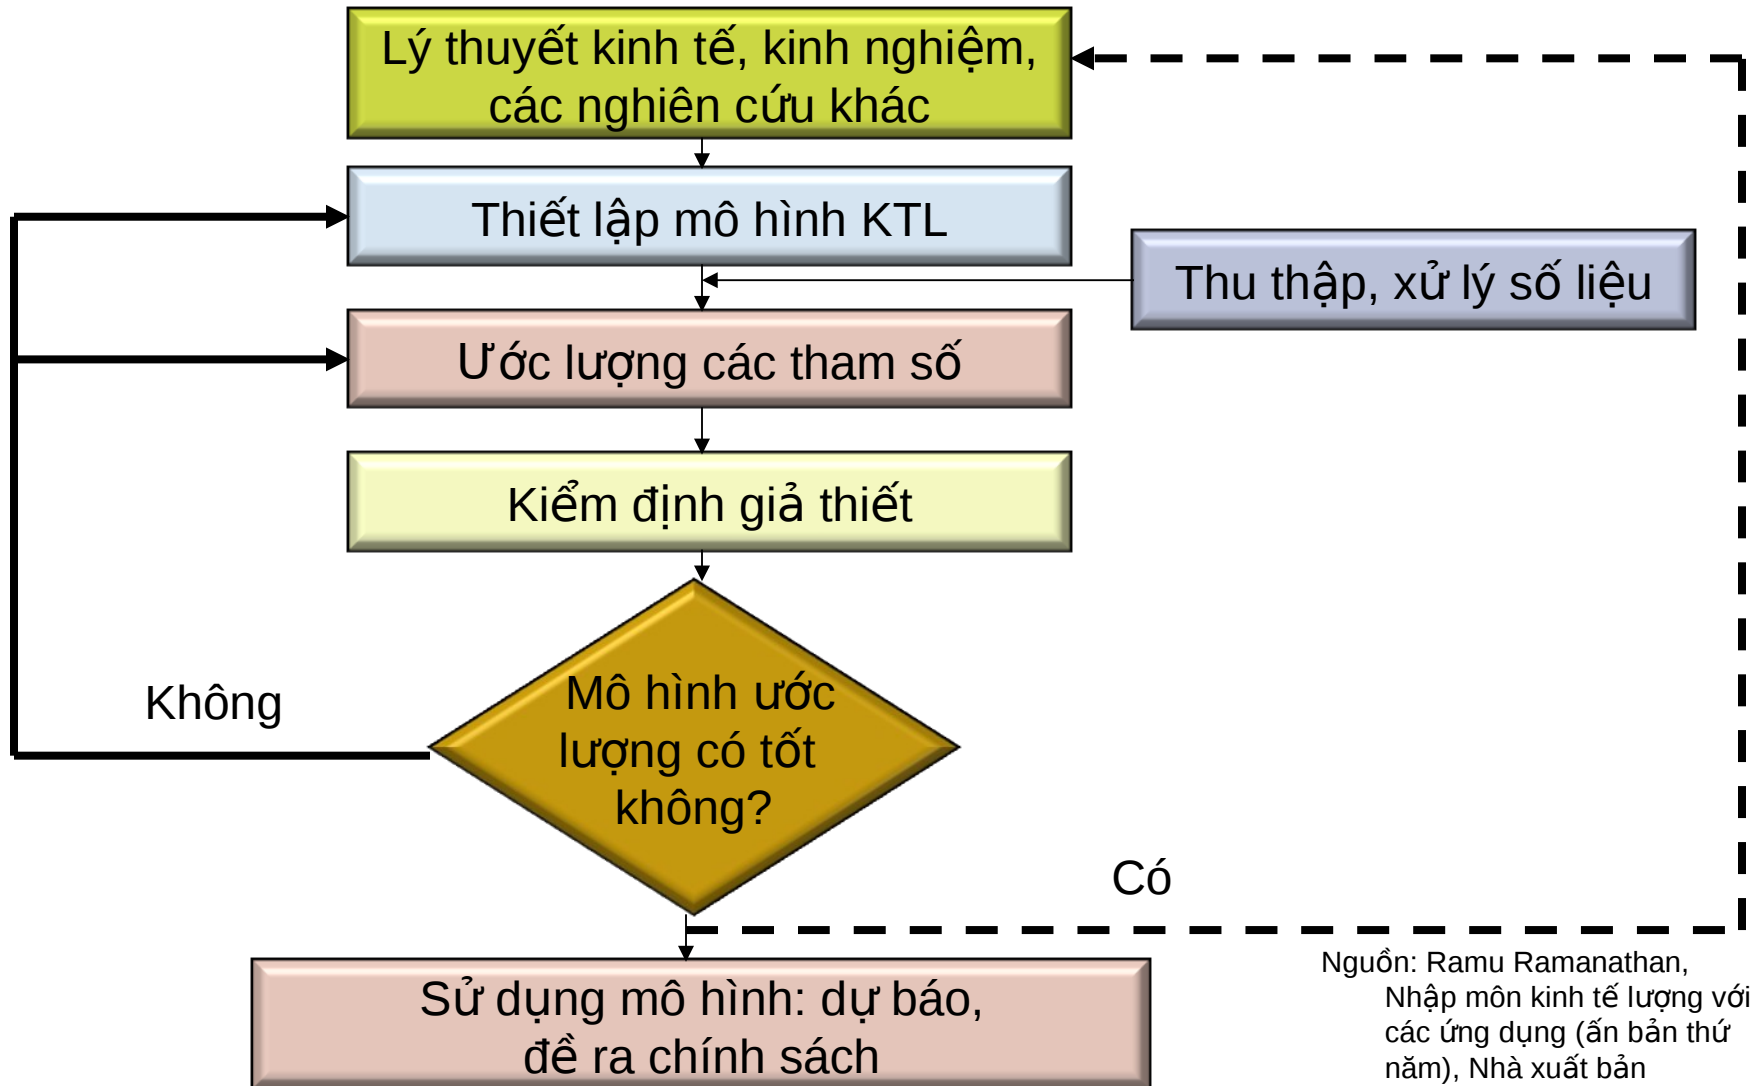 Lý thuyết kinh tế, kinh nghiệm,
các nghiên cứu khác
Thiết lập mô hình KTL
Thu thập, xử lý số liệu
Ước lượng các tham số
Kiểm định giả thiết
Mô hình ước
lượng có tốt
không?
Không
Có
Sử dụng mô hình: dự báo,
đề ra chính sách
Nguồn: Ramu Ramanathan,
Nhập môn kinh tế lượng với
các ứng dụng (ấn bản thứ
năm), Nhà xuất bản